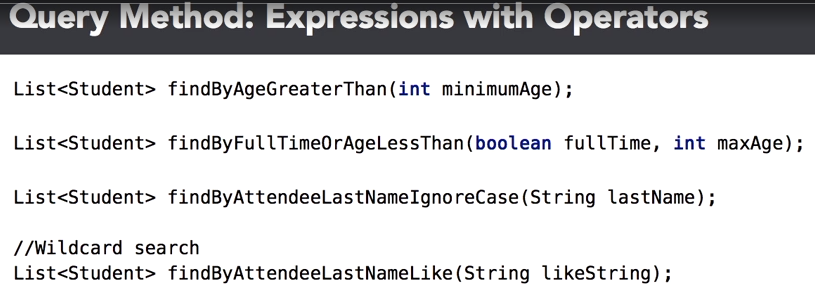 Query Method: Expressions with Operators
List<Student> findByAgeGreaterThan(int minimumAge);
List<Student> findByFullTimeOrAgeLessThan(boolean fullTime, int maxAge);
List<Student> findByAttendeeLastNameIgnoreCase(String lastName);
//Wildcard search
List<Student> findByAttendeeLastNameLike(String likeString);